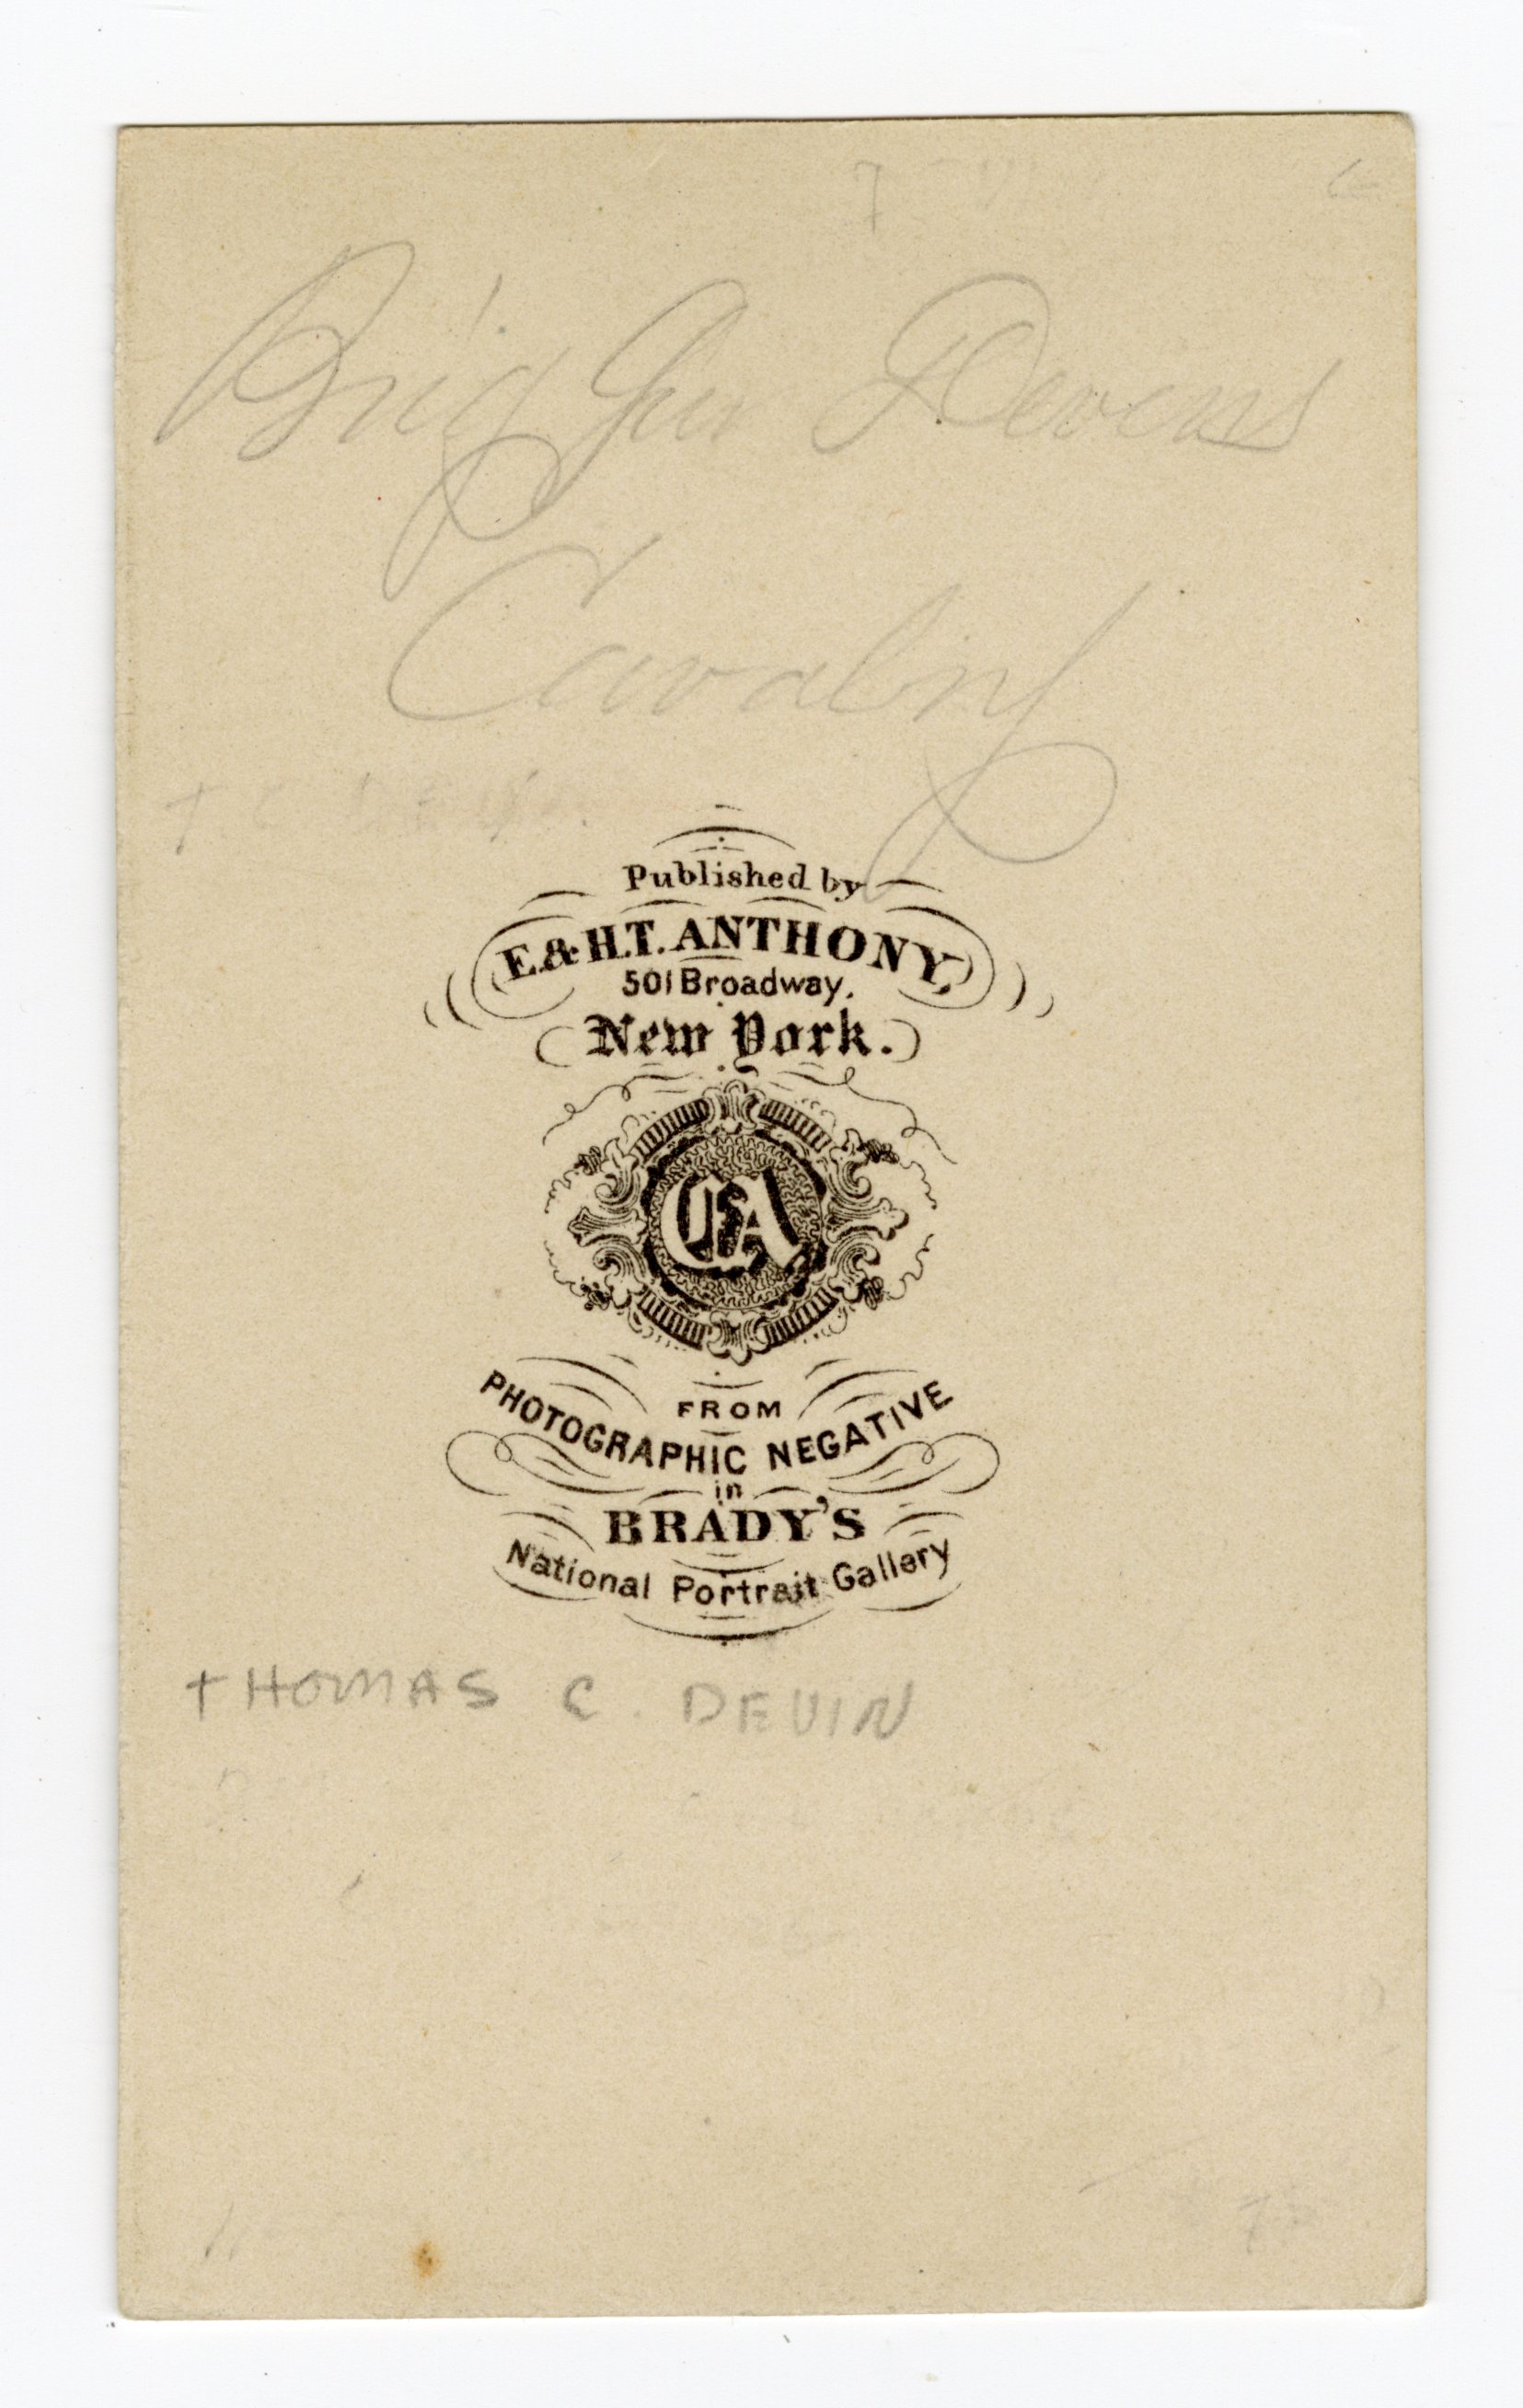 Brig Gen Devens
Cavalry
Published by
E. & H.T. ANTHONY,
501 Broadway.
New York.
EA
FROM
PHOTOGRAPHIC NEGATIVE
in
BRADY'S
National Portrait Gallery
THOMAS C. DEVIN